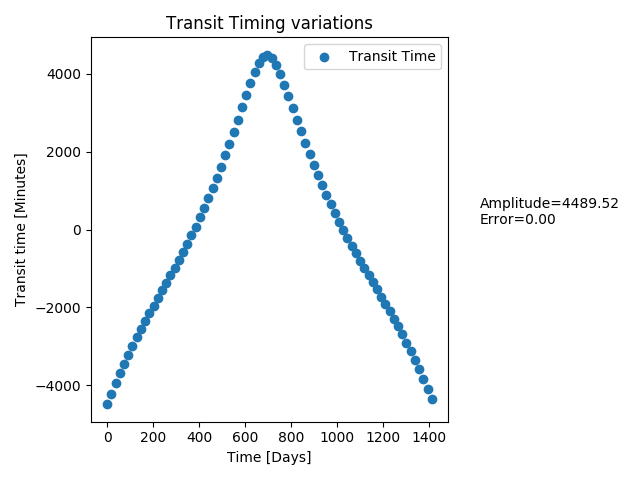 Transit Timing variations
Transit Time
Transit time [Minutes]
4000
2000
0
−2000
−4000
0 200 400 600 800 1000 1200 1400
Time [Days]
Amplitude=4489.52
Error=0.00